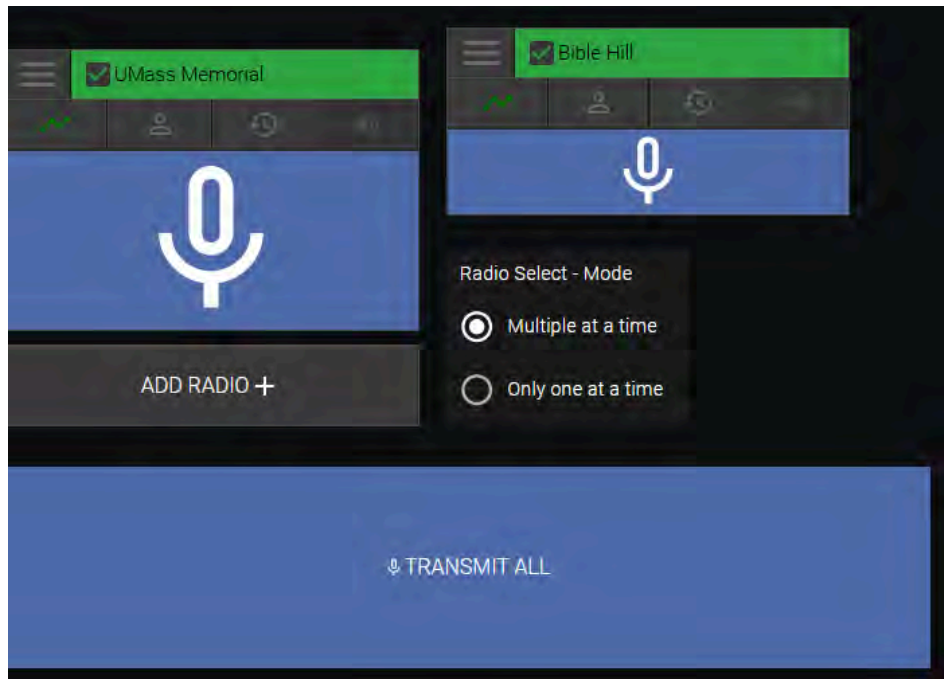 UMass Memorial
Bible Hill
Radio Select - Mode
Multiple at a time
Only one at a time
ADD RADIO +
TRANSMIT ALL